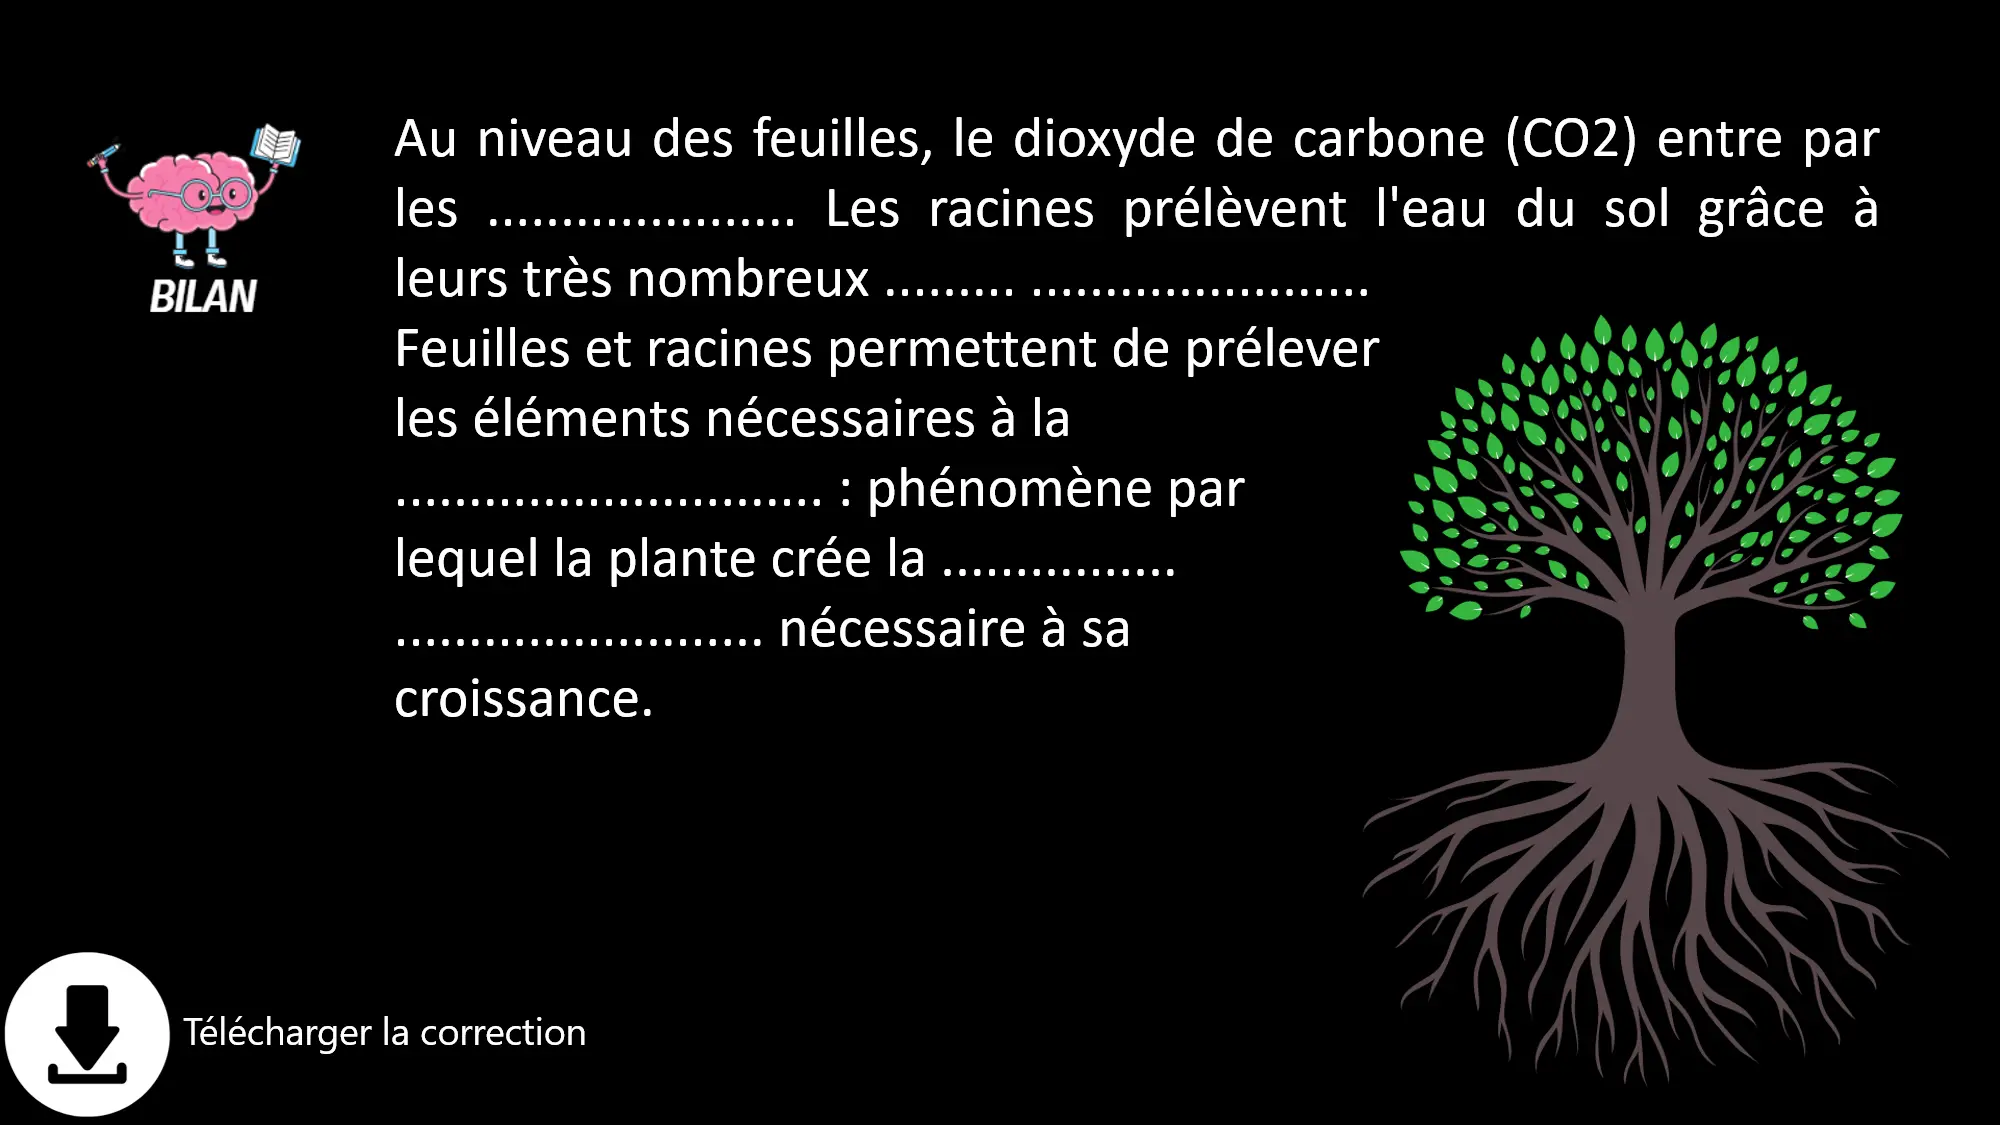 BILAN
Au niveau des feuilles, le dioxyde de carbone (CO2) entre par
les ..................... Les racines prélèvent l'eau du sol grâce à
leurs très nombreux ......... .......................
Feuilles et racines permettent de prélever
les éléments nécessaires à la
............................. : phénomène par
lequel la plante crée la ................
......................... nécessaire à sa
croissance.
Télécharger la correction